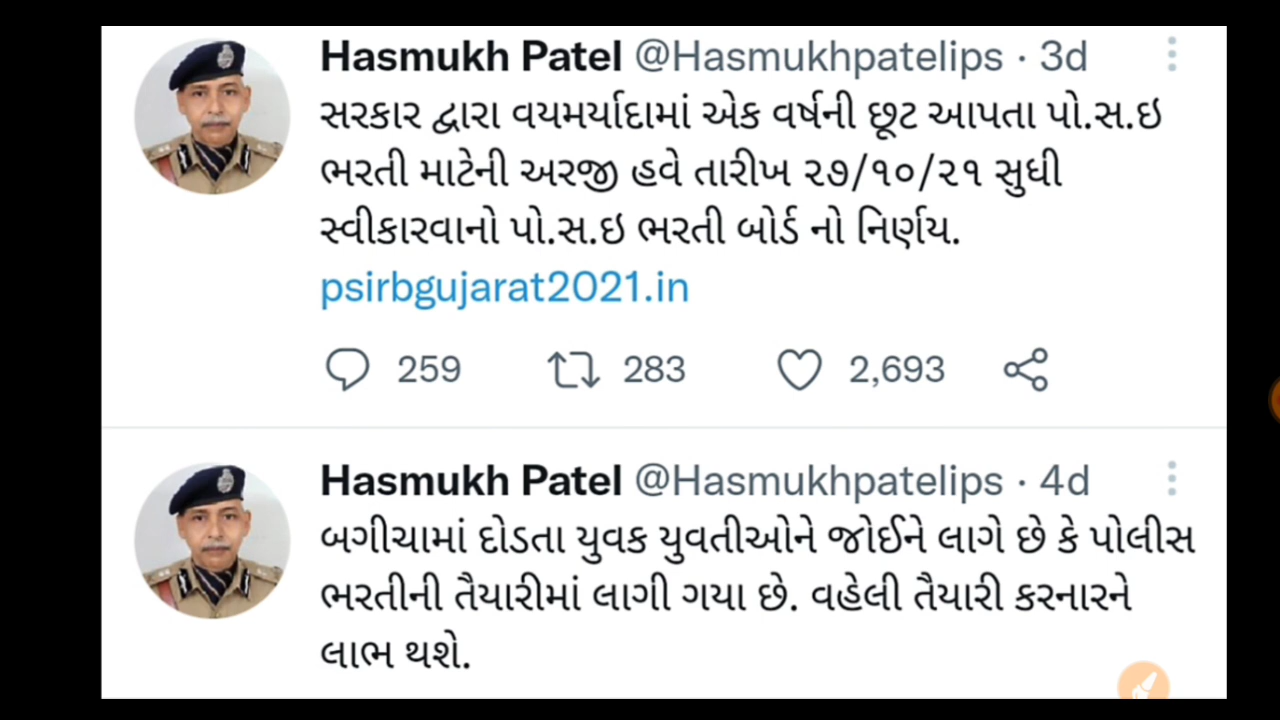 Hasmukh Patel @Hasmukhpatelips · 3d
સરકાર દ્વારા વયમર્યાદામાં એક વર્ષની છૂટ આપતા પો.સ.ઇ
ભરતી માટેની અરજી હવે તારીખ ૨૭/૧૦/૨૧ સુધી
સ્વીકારવાનો પો.સ.ઇ ભરતી બોર્ડ નો નિર્ણય.
psirbgujarat2021.in
259 283 2,693
Hasmukh Patel @Hasmukhpatelips · 4d
બગીચામાં દોડતા યુવક યુવતીઓને જોઈને લાગે છે કે પોલીસ
ભરતીની તૈયારીમાં લાગી ગયા છે. વહેલી તૈયારી કરનારને
લાભ થશે.